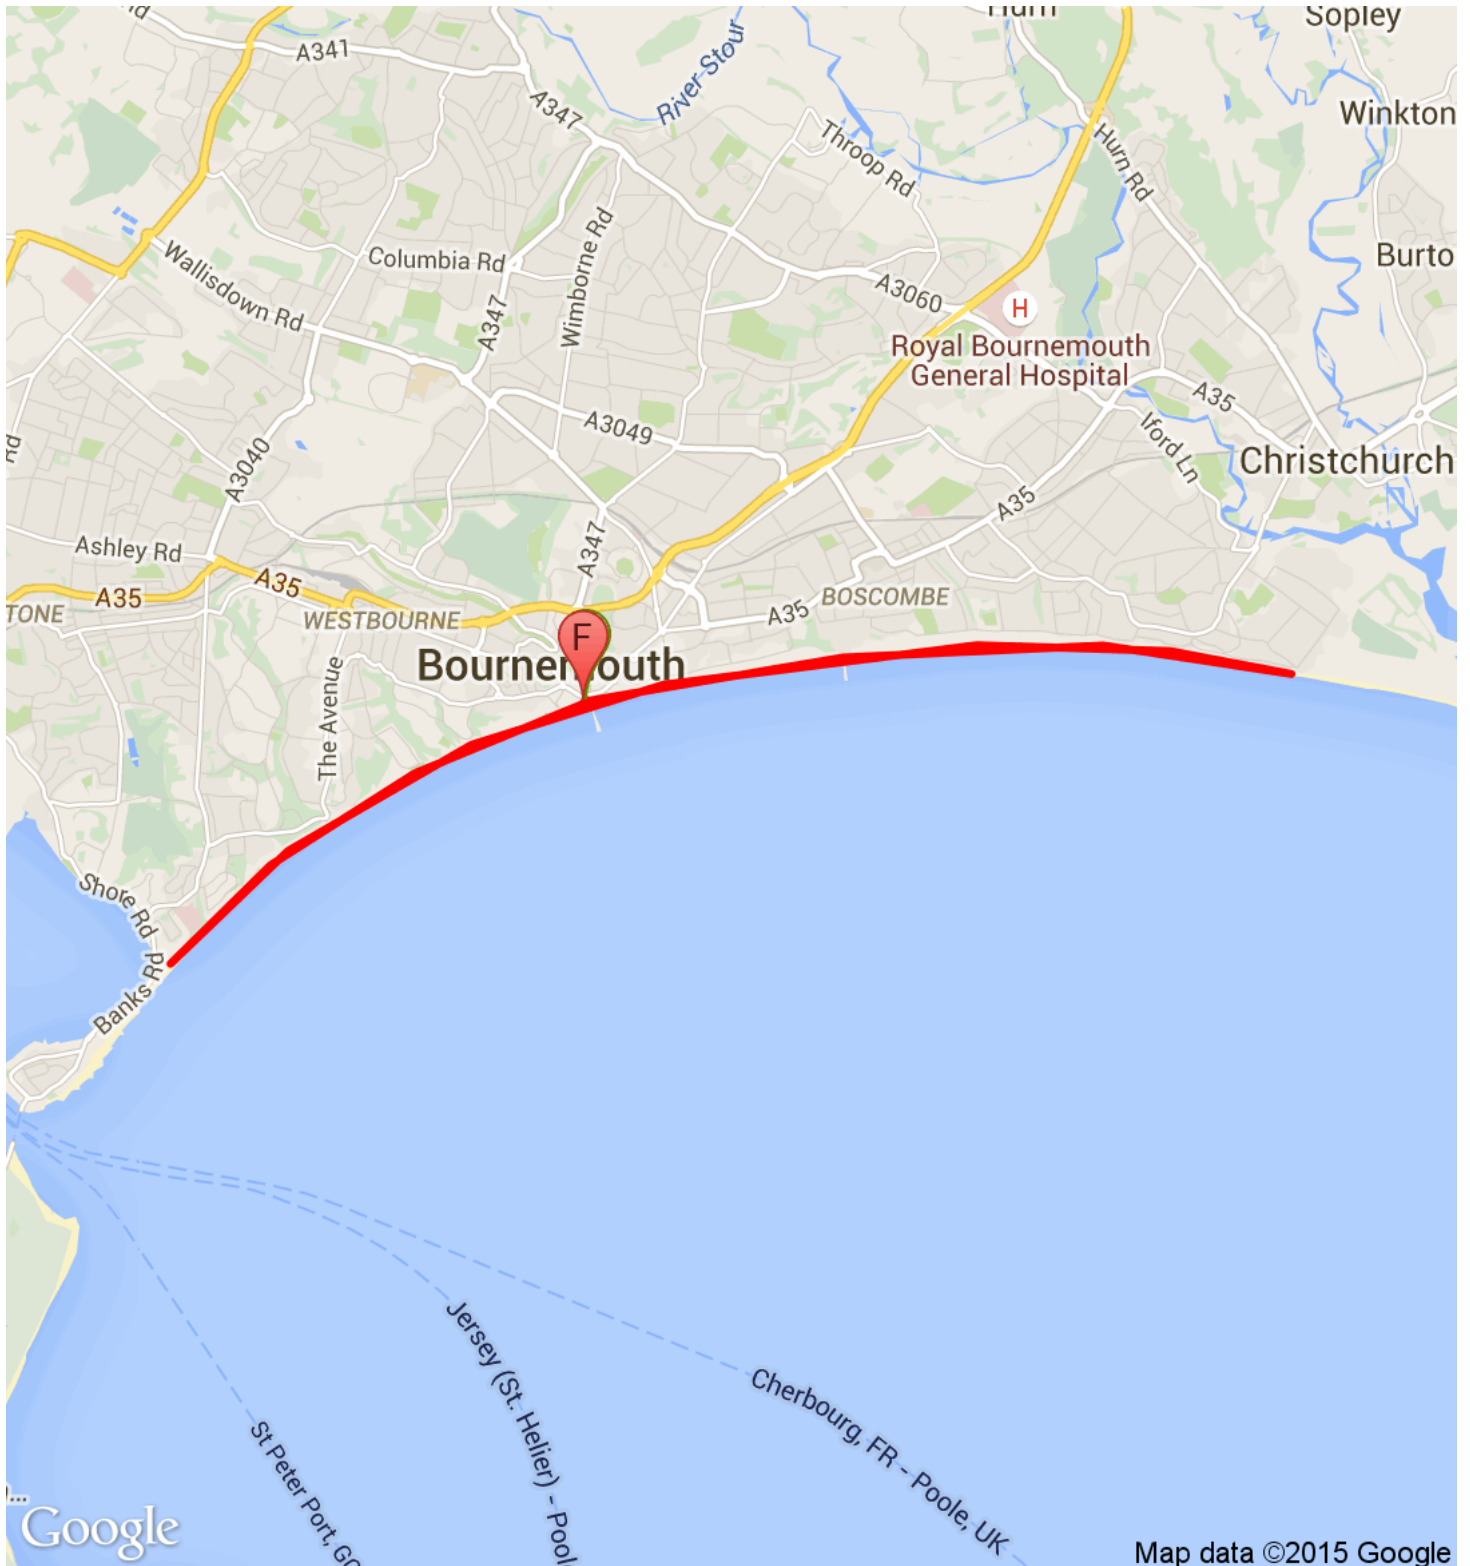 Hurn
Sopley
A341
River Stour
A347
Winkton
Throop Rd
Hurn Rd
Wimborne Rd
Burto
Columbia Rd
Wallisdown Rd
A347
A3060
H
Royal Bournemouth
General Hospital
A35
A3049
Iford Ln
Rd
A3040
Christchurch
A35
A347
Ashley Rd
A35
A35
TONE
WESTBOURNE
A35
BOSCOMBE
F
Bournemouth
The Avenue
Shore Rd
Banks Rd
Jersey (St. Helier) - Pool
Cherbourg, FR - Poole, UK
St Peter Port, GG
Google
Map data ©2015 Google